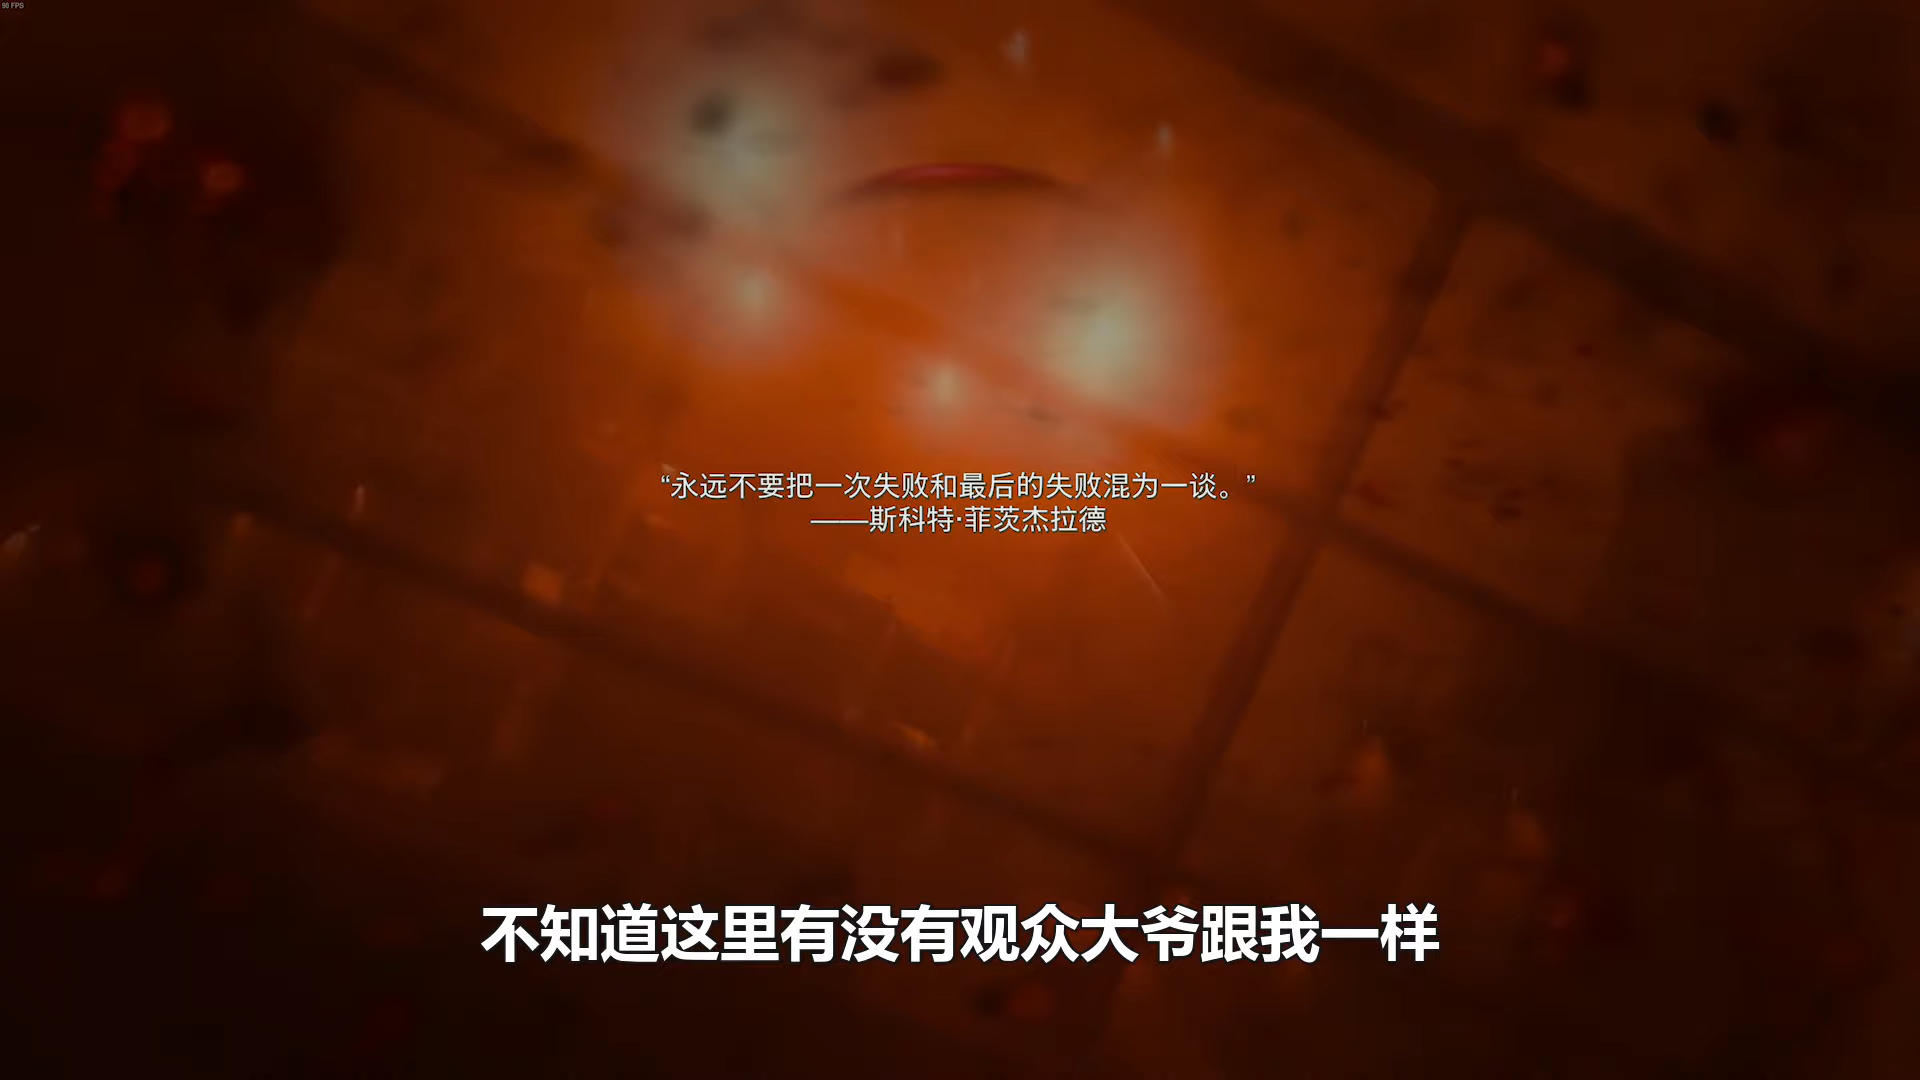 90 FPS
“永远不要把一次失败和最后的失败混为一谈。”
——斯科特·菲茨杰拉德
不知道这里有没有观众大爷跟我一样